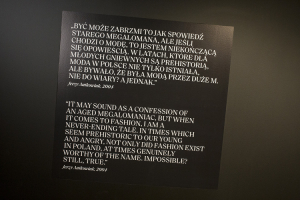 „BYĆ MOŻE ZABRZMI TO JAK SPOWIEDŹ
STAREGO MEGALOMANA, ALE JEŚLI
CHODZI O MODĘ, TO JESTEM NIEKOŃCZĄCĄ
SIĘ OPOWIEŚCIĄ. W LATACH, KTÓRE DLA
MŁODYCH GNIEWNYCH SĄ PREHISTORIĄ,
MODA W POLSCE NIE TYLKO ISTNIAŁA,
ALE BYWAŁO, ŻE BYŁA MODĄ PRZEZ DUŻE M.
NIE DO WIARY? A JEDNAK.”
Jerzy Antkowiak, 2003
“IT MAY SOUND AS A CONFESSION OF
AN AGED MEGALOMANIAC, BUT WHEN
IT COMES TO FASHION, I AM A
NEVER-ENDING TALE. IN TIMES WHICH
SEEM PREHISTORIC TO OUR YOUNG
AND ANGRY, NOT ONLY DID FASHION EXIST
IN POLAND, AT TIMES GENUINELY
WORTHY OF THE NAME. IMPOSSIBLE?
STILL, TRUE.”
Jerzy Antkowiak, 2003